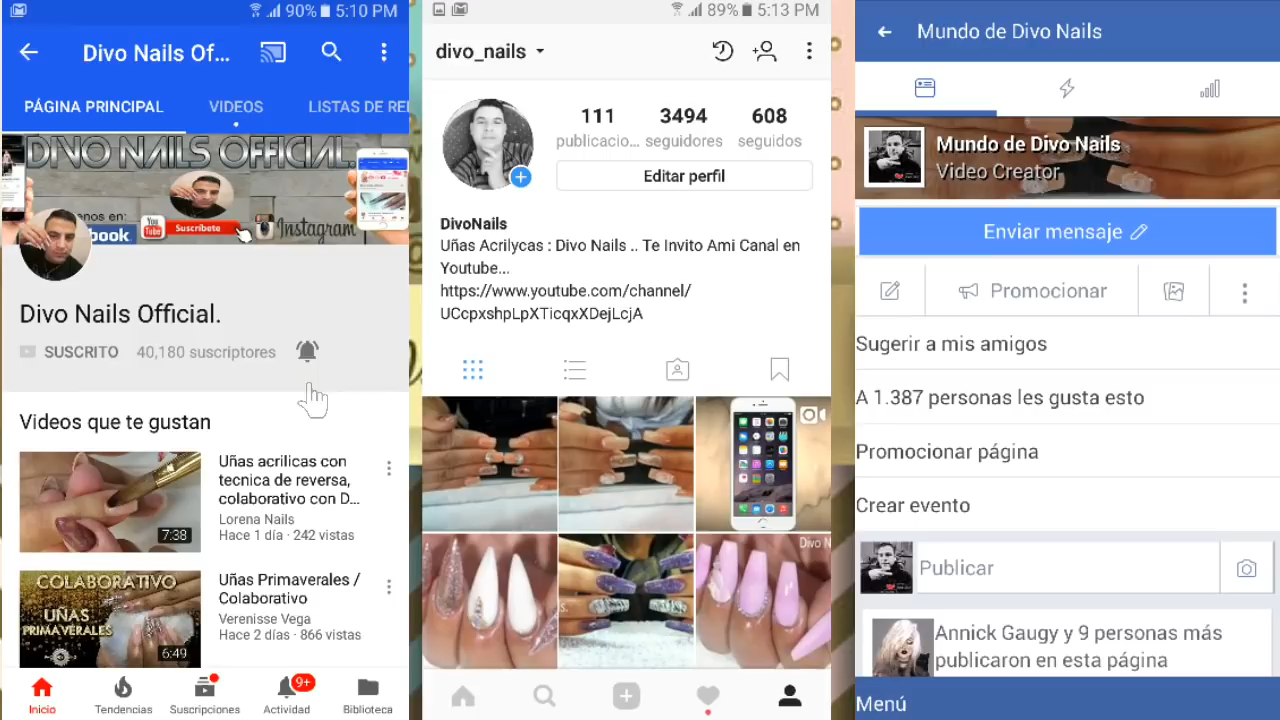 90% 5:10 PM
Divo Nails Of...
PÁGINA PRINCIPAL VIDEOS LISTAS DE RE
DIVO NAILS OFFICIAL.
enos en:
book
You Tube
Suscríbete
Instagram
Divo Nails Official.
SUSCRITO 40,180 suscriptores
Videos que te gustan
Uñas acrilicas con
tecnica de reversa,
colaborativo con D...
Lorena Nails
Hace 1 día · 242 vistas
7:38
COLABORATIVO
UÑAS
PRIMAVERALES
6:49
Uñas Primaverales /
Colaborativo
Verenisse Vega
Hace 2 días · 866 vistas
9+
Inicio Tendencias Suscripciones Actividad Biblioteca
89% 5:13 PM
divo_nails
111 3494 608
publicacio... seguidores seguidos
Editar perfil
DivoNails
Uñas Acrilycas : Divo Nails .. Te Invito Ami Canal en
Youtube...
https://www.youtube.com/channel/
UCcpxshpLpXTicqxXDejLcjA
Divo N
s.
Mundo de Divo Nails
Mundo de Divo Nails
Video Creator
Enviar mensaje
Promocionar
Sugerir a mis amigos
A 1.387 personas les gusta esto
Promocionar página
Crear evento
Publicar
Annick Gaugy y 9 personas más
publicaron en esta página
Menú